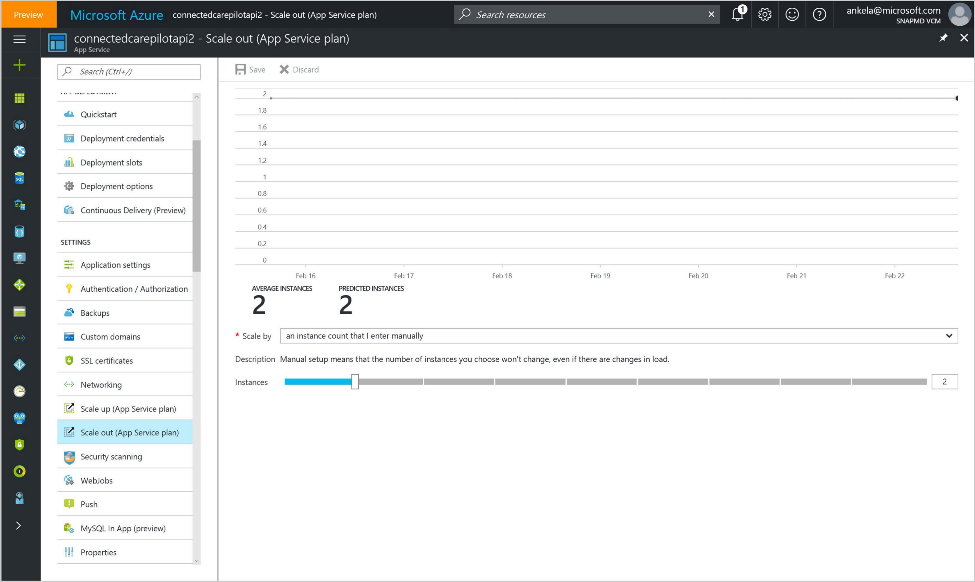 Preview
Microsoft Azure connectedcarepilotapi2 - Scale out (App Service plan)
Search resources
1
ankela@microsoft.com
SNAPMD VCM
connectedcarepilotapi2 - Scale out (App Service plan)
App Service
Search (Ctrl+/)
Quickstart
Deployment credentials
Deployment slots
Deployment options
Continuous Delivery (Preview)
SETTINGS
Application settings
Authentication / Authorization
Backups
Custom domains
SSL certificates
Networking
Scale up (App Service plan)
Scale out (App Service plan)
Security scanning
WebJobs
Push
MySQL In App (preview)
Properties
Save Discard
2
1.8
1.6
1.4
1.2
1
0.8
0.6
0.4
0.2
0
Feb 16 Feb 17 Feb 18 Feb 19 Feb 20 Feb 21 Feb 22
AVERAGE INSTANCES PREDICTED INSTANCES
2 2
* Scale by an instance count that I enter manually
Description Manual setup means that the number of instances you choose won't change, even if there are changes in load.
Instances 2